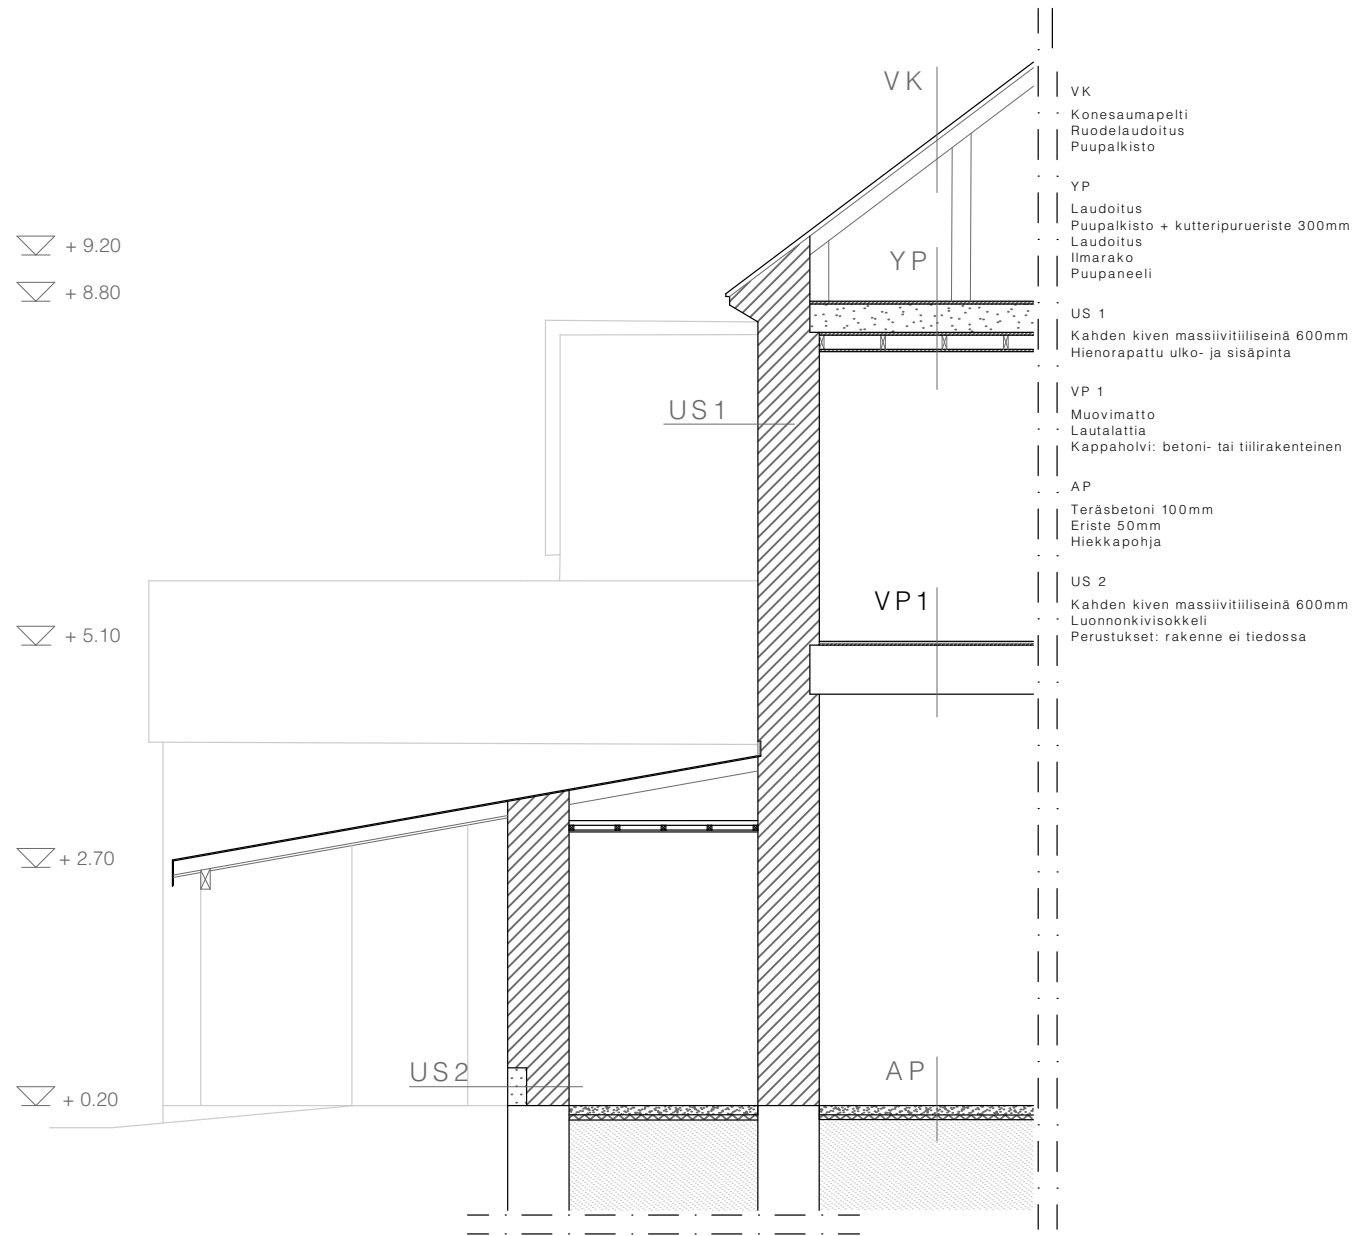 VK
+ 9.20
YP
+ 8.80
US1
VP1
+ 5.10
+ 2.70
US2
AP
+ 0.20
VK
Konesaumapelti
Ruodelaudoitus
Puupalkisto
YP
Laudoitus
Puupalkisto + kutteripurueriste 300mm
Laudoitus
Ilmarako
Puupaneeli
US 1
Kahden kiven massiivitiiliseinä 600mm
Hienorapattu ulko- ja sisäpinta
VP 1
Muovimatto
Lautalattia
Kappaholvi: betoni- tai tiilirakenteinen
AP
Teräsbetoni 100mm
Eriste 50mm
Hiekkapohja
US 2
Kahden kiven massiivitiiliseinä 600mm
Luonnonkivisokkeli
Perustukset: rakenne ei tiedossa